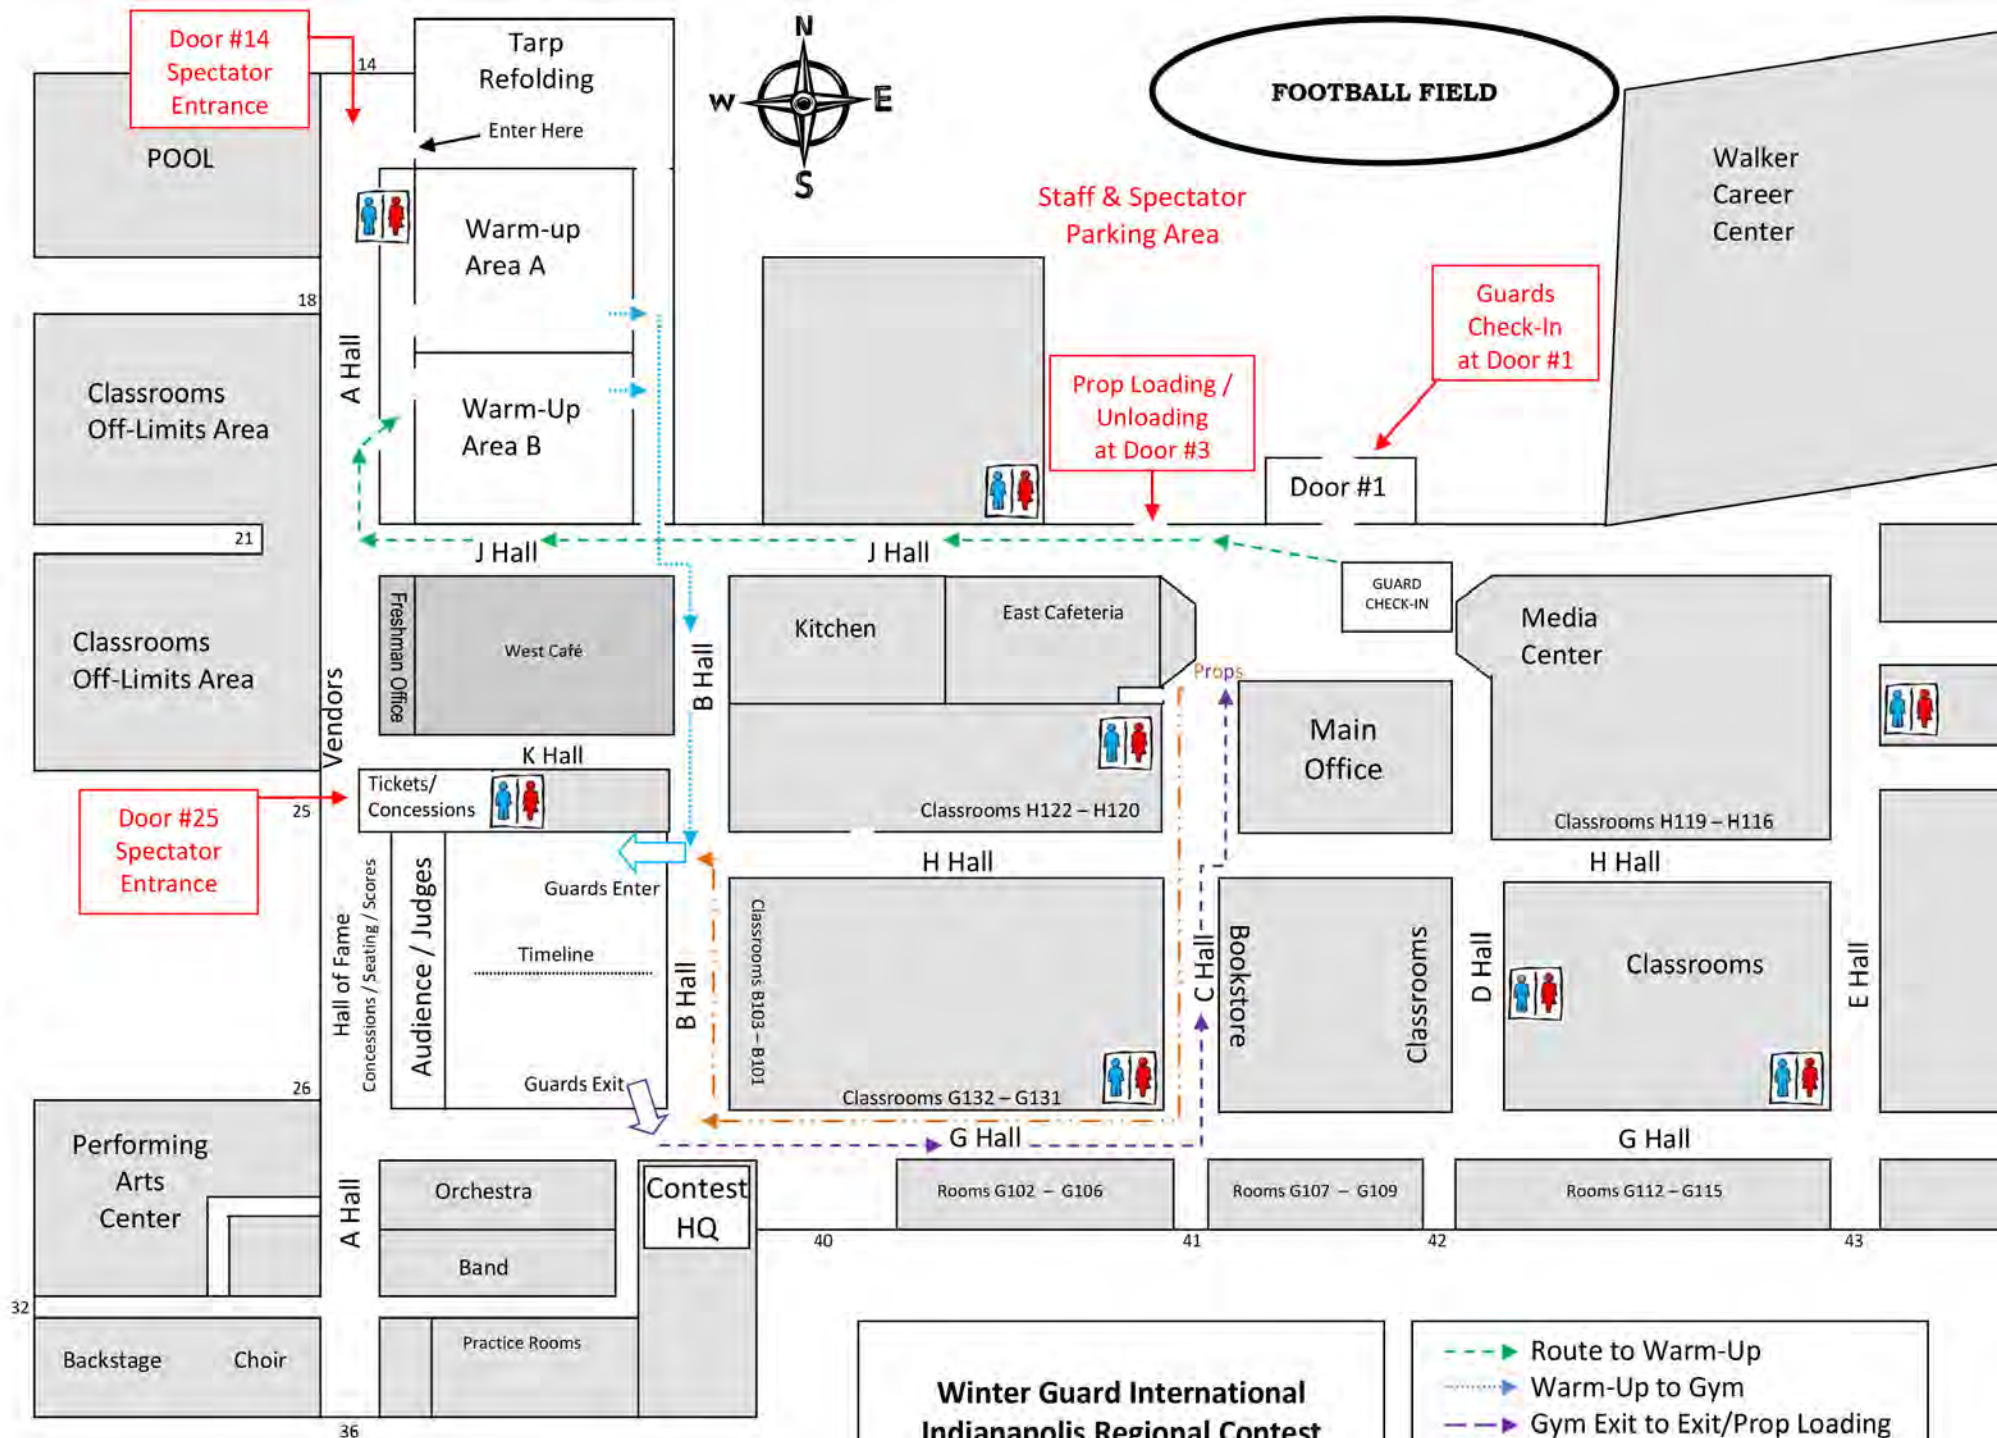 Door #14
Spectator
Entrance
14
Tarp
Refolding
Enter Here
POOL
N
W
E
S
FOOTBALL FIELD
Walker
Career
Center
Staff & Spectator
Parking Area
Warm-up
Area A
18
A Hall
Classrooms
Off-Limits Area
Warm-Up
Area B
Guards
Check-In
at Door #1
Prop Loading /
Unloading
at Door #3
Door #1
21
J Hall
J Hall
GUARD
CHECK-IN
Freshman Office
West Café
Kitchen
East Cafeteria
Media
Center
Classrooms
Off-Limits Area
B Hall
Props
Vendors
Main
Office
K Hall
Tickets/
Concessions
25
Door #25
Spectator
Entrance
Classrooms H122 – H120
Classrooms H119 – H116
H Hall
H Hall
Guards Enter
Timeline
Guards Exit
Hall of Fame
Concessions / Seating / Scores
Audience / Judges
B Hall
Classrooms B103 – B101
Classrooms G132 – G131
C Hall
Bookstore
Classrooms
D Hall
Classrooms
E Hall
26
G Hall
G Hall
Performing
Arts
Center
A Hall
Orchestra
Band
Contest
HQ
Rooms G102 – G106
Rooms G107 – G109
Rooms G112 – G115
40
41
42
43
32
Backstage
Choir
Practice Rooms
36
Winter Guard International
Indianapolis Regional Contest
Route to Warm-Up
Warm-Up to Gym
Gym Exit to Exit/Prop Loading